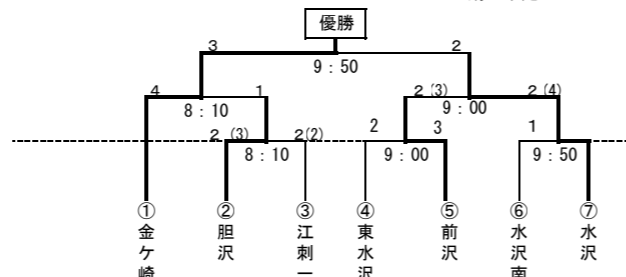 優勝
3 2
9：50
4 1 2 (3) 2 (4)
8：10 9：00
2 (3) 2(2) 2 3 1
8：10 9：00 9：50
① ② ③ ④ ⑤ ⑥ ⑦
金ケ崎
胆沢
江刺一
東水沢
前沢
水沢南
水沢